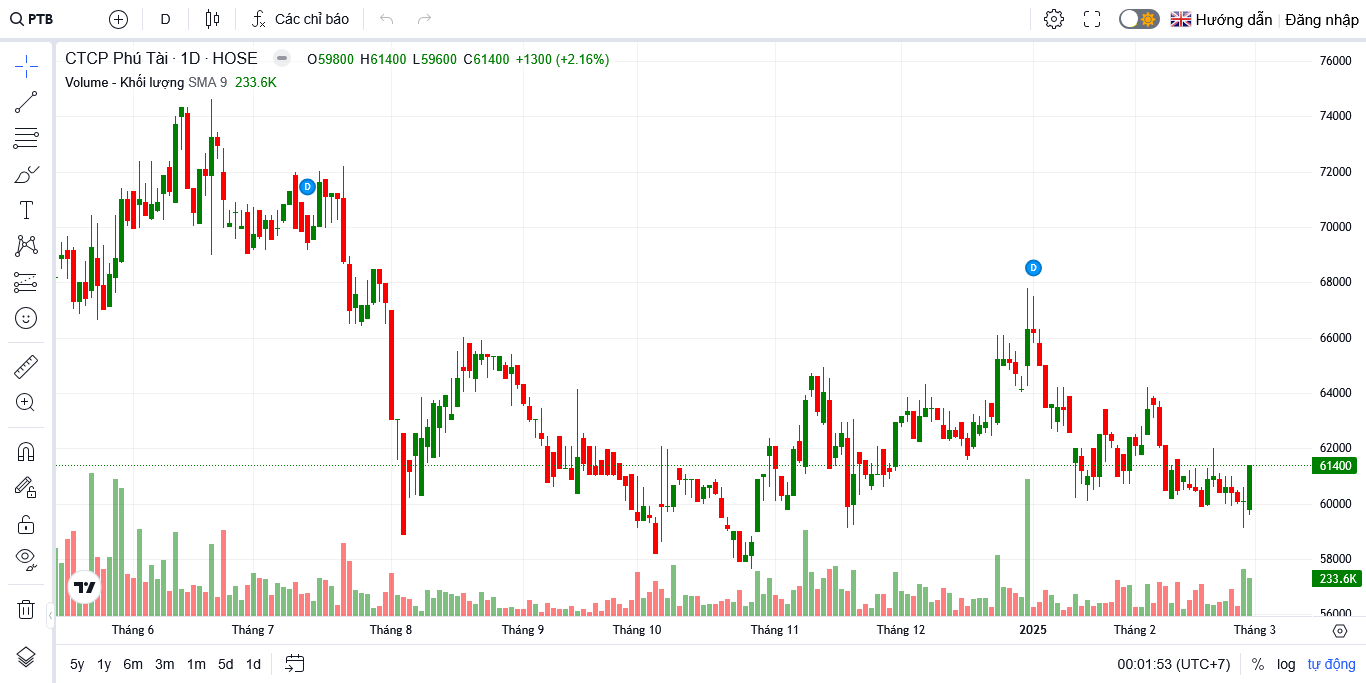 PTB D Các chỉ báo Hướng dẫn Đăng nhập
CTCP Phú Tài · 1D · HOSE O59800 H61400 L59600 C61400 +1300 (+2.16%)
Volume - Khối lượng SMA 9 233.6K
76000
74000
72000
D
70000
D
68000
66000
64000
62000
61400
60000
58000
233.6K
56000
Tháng 6 Tháng 7 Tháng 8 Tháng 9 Tháng 10 Tháng 11 Tháng 12 2025 Tháng 2 Tháng 3
5y 1y 6m 3m 1m 5d 1d 00:01:53 (UTC+7) % log tự động